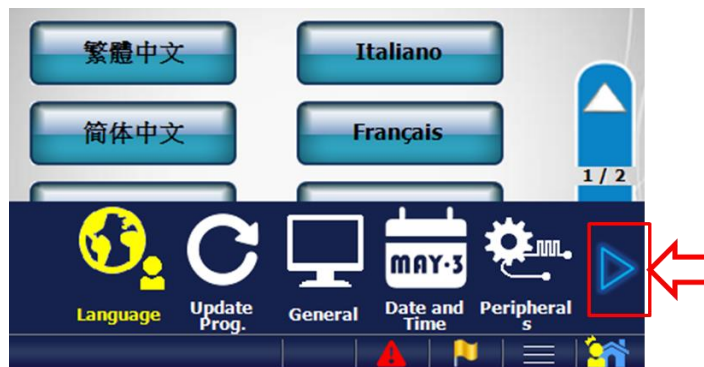 繁體中文
Italiano
简体中文
Français
1 / 2
MAY·3
Language
Update
Prog.
General
Date and
Time
Peripheral
s